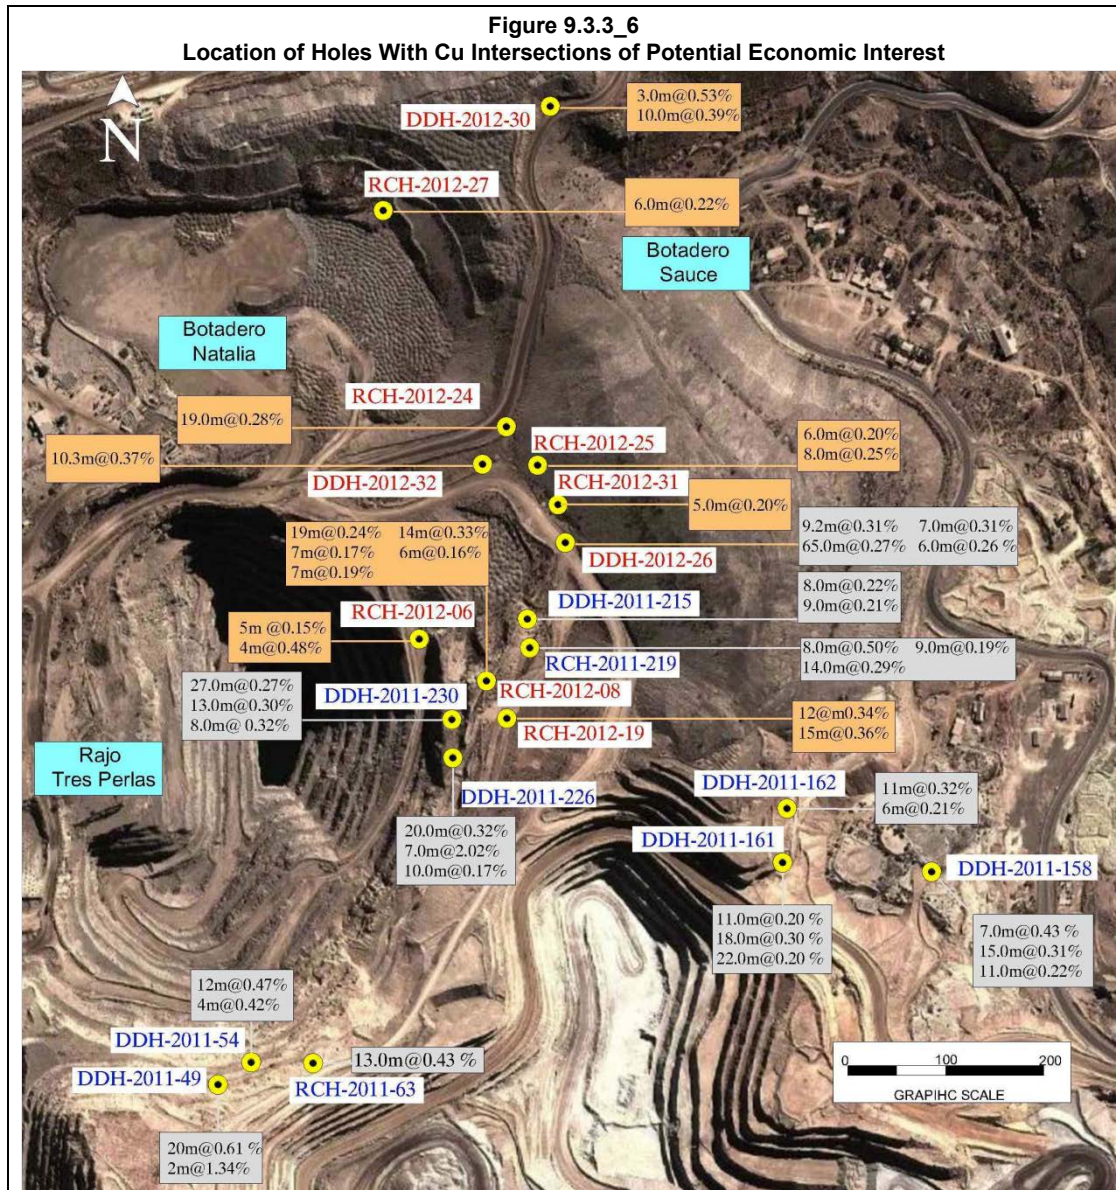 Figure 9.3.3_6
Location of Holes With Cu Intersections of Potential Economic Interest
N
DDH-2012-30
3.0m@0.53%
10.0m@0.39%
RCH-2012-27
6.0m@0.22%
Botadero
Sauce
Botadero
Natalia
RCH-2012-24
19.0m@0.28%
RCH-2012-25
6.0m@0.20%
8.0m@0.25%
10.3m@0.37%
DDH-2012-32
RCH-2012-31
5.0m@0.20%
19m@0.24% 14m@0.33%
7m@0.17% 6m@0.16%
7m@0.19%
DDH-2012-26
9.2m@0.31% 7.0m@0.31%
65.0m@0.27% 6.0m@0.26 %
DDH-2011-215
8.0m@0.22%
9.0m@0.21%
RCH-2012-06
5m @0.15%
4m@0.48%
RCH-2011-219
8.0m@0.50% 9.0m@0.19%
14.0m@0.29%
27.0m@0.27%
13.0m@0.30%
8.0m@ 0.32%
DDH-2011-230
RCH-2012-08
RCH-2012-19
12@m0.34%
15m@0.36%
Rajo
Tres Perlas
DDH-2011-226
20.0m@0.32%
7.0m@2.02%
10.0m@0.17%
DDH-2011-162
11m@0.32%
6m@0.21%
DDH-2011-161
11.0m@0.20 %
18.0m@0.30 %
22.0m@0.20 %
DDH-2011-158
7.0m@0.43 %
15.0m@0.31%
11.0m@0.22%
12m@0.47%
4m@0.42%
DDH-2011-54
DDH-2011-49
RCH-2011-63
13.0m@0.43 %
20m@0.61 %
2m@1.34%
0 100 200
GRAPIHC SCALE